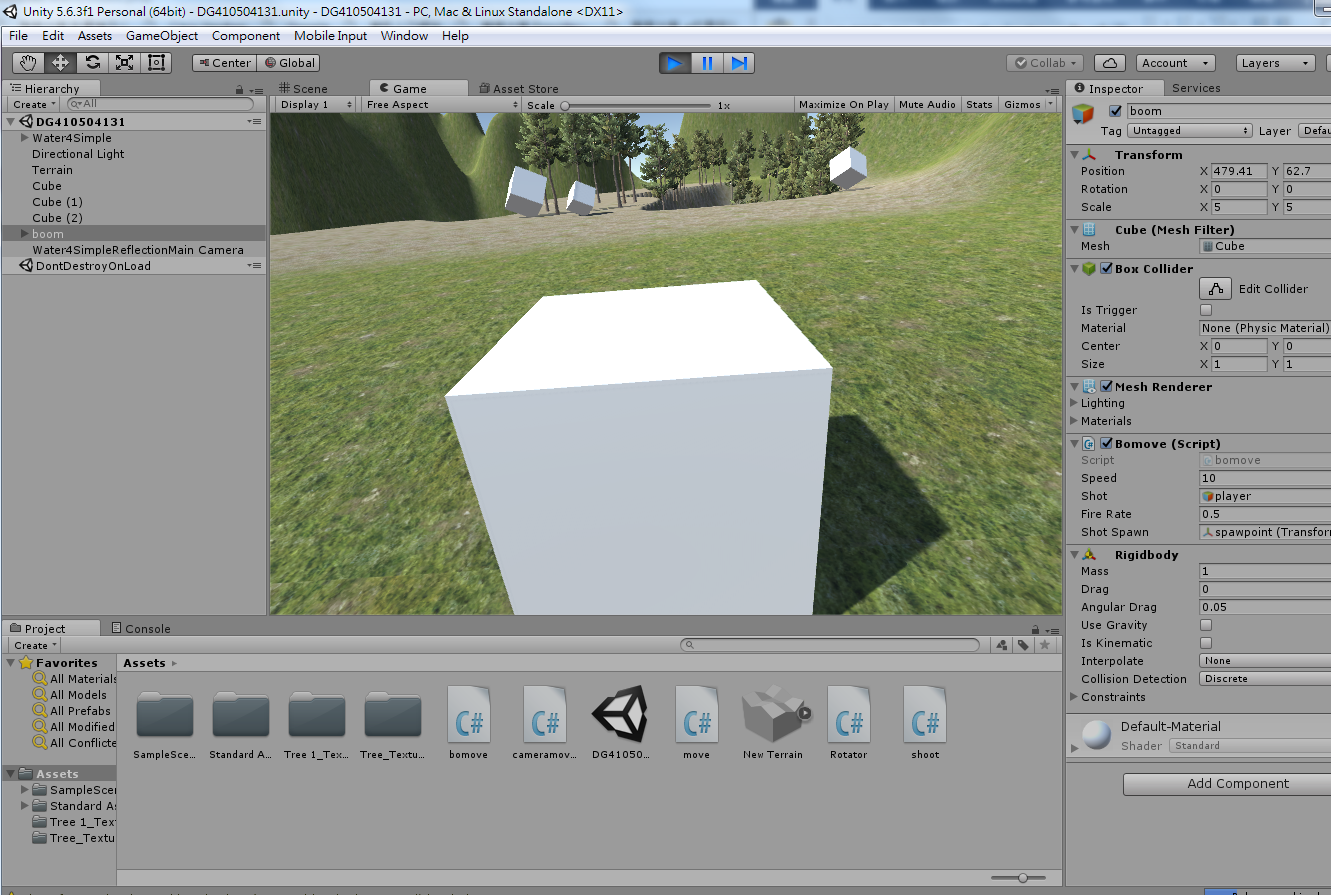 Unity 5.6.3f1 Personal (64bit) - DG410504131.unity - DG410504131 - PC, Mac & Linux Standalone <DX11>
File Edit Assets GameObject Component Mobile Input Window Help
Center Global Collab Account Layers
Hierarchy
Create All
DG410504131
Water4Simple
Directional Light
Terrain
Cube
Cube (1)
Cube (2)
boom
Water4SimpleReflectionMain Camera
DontDestroyOnLoad
Scene Game Asset Store
Display 1 Free Aspect Scale 1x Maximize On Play Mute Audio Stats Gizmos
Inspector Services
boom
Tag Untagged Layer Defau
Transform
Position X 479.41 Y 62.7
Rotation X 0 Y 0
Scale X 5 Y 5
Cube (Mesh Filter)
Mesh Cube
Box Collider
Edit Collider
Is Trigger
Material None (Physic Material)
Center X 0 Y 0
Size X 1 Y 1
Mesh Renderer
Lighting
Materials
Bomove (Script)
Script bomove
Speed 10
Shot player
Fire Rate 0.5
Shot Spawn spawpoint (Transform
Rigidbody
Mass 1
Drag 0
Angular Drag 0.05
Use Gravity
Is Kinematic
Interpolate None
Collision Detection Discrete
Constraints
Default-Material
Shader Standard
Add Component
Project Console
Create
Favorites
All Materials
All Models
All Prefabs
All Modified
All Conflicte
Assets
SampleScen
Standard As
Tree 1_Text
Tree_Textu
Assets
SampleSce... Standard A... Tree 1_Tex... Tree_Textu... bomove cameramov... DG41050... move New Terrain Rotator shoot